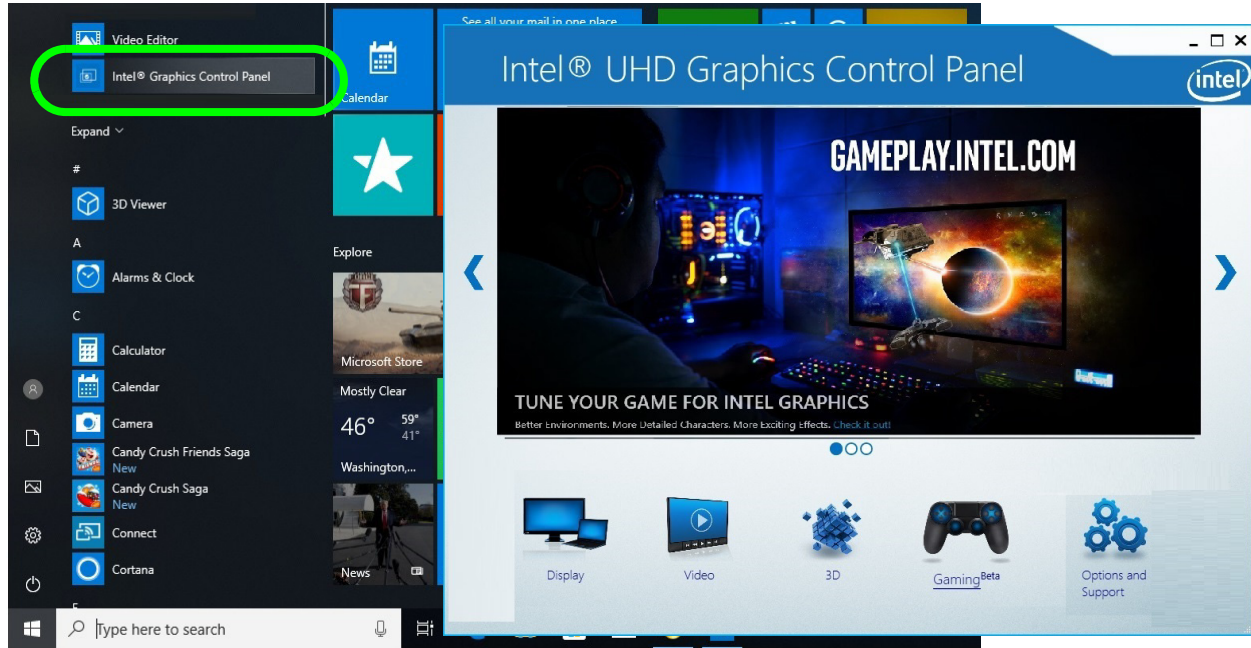 Video Editor
Intel® Graphics Control Panel
Expand
#
3D Viewer
A
Alarms & Clock
C
Calculator
Calendar
Camera
Candy Crush Friends Saga
New
Candy Crush Saga
New
Connect
Cortana
Type here to search
See all your mail in one place
Calendar
Explore
Microsoft Store
Mostly Clear
46° 59°
41°
Washington,...
News
Intel® UHD Graphics Control Panel
intel
GAMEPLAY.INTEL.COM
TUNE YOUR GAME FOR INTEL GRAPHICS
Better Environments. More Detailed Characters. More Exciting Effects. Check it out!
Display
Video
3D
Gaming Beta
Options and
Support